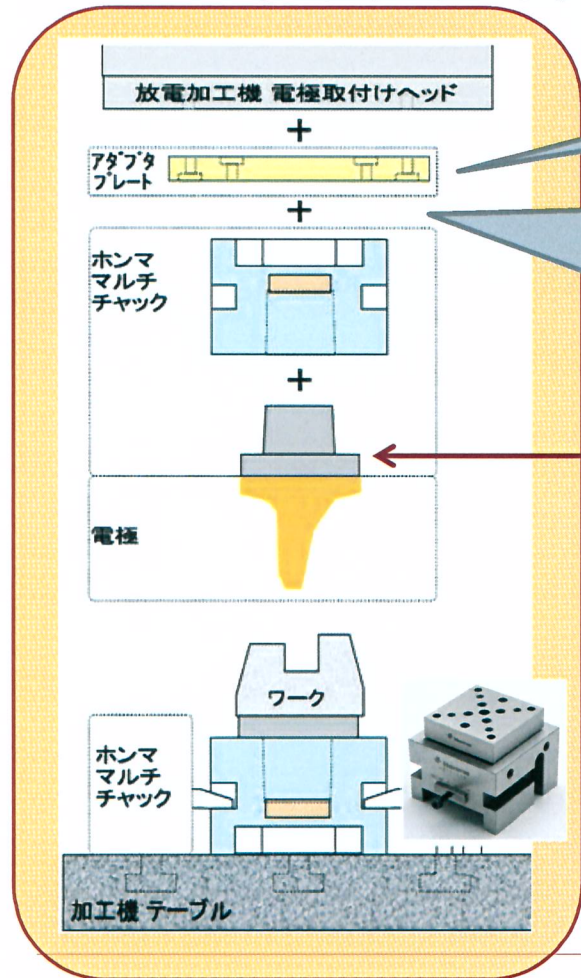 放電加工機 電極取付けヘッド
+
アダプタ
プレート
+
ホンマ
マルチ
チャック
+
電極
ワーク
ホンマ
マルチ
チャック
加工機 テーブル